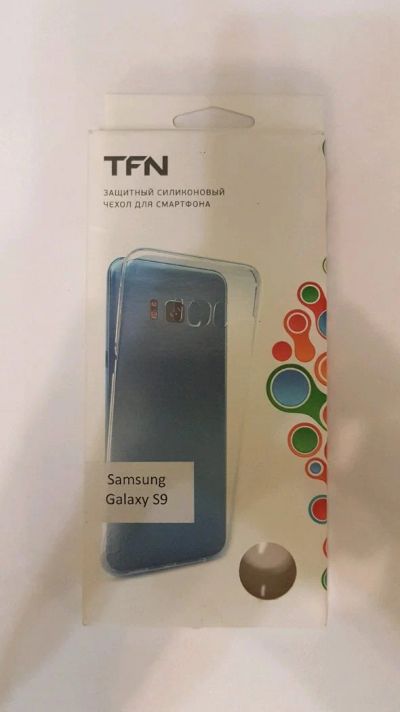 TFN
ЗАЩИТНЫЙ СИЛИКОНОВЫЙ
ЧЕХОЛ ДЛЯ СМАРТФОНА
Samsung
Galaxy S9